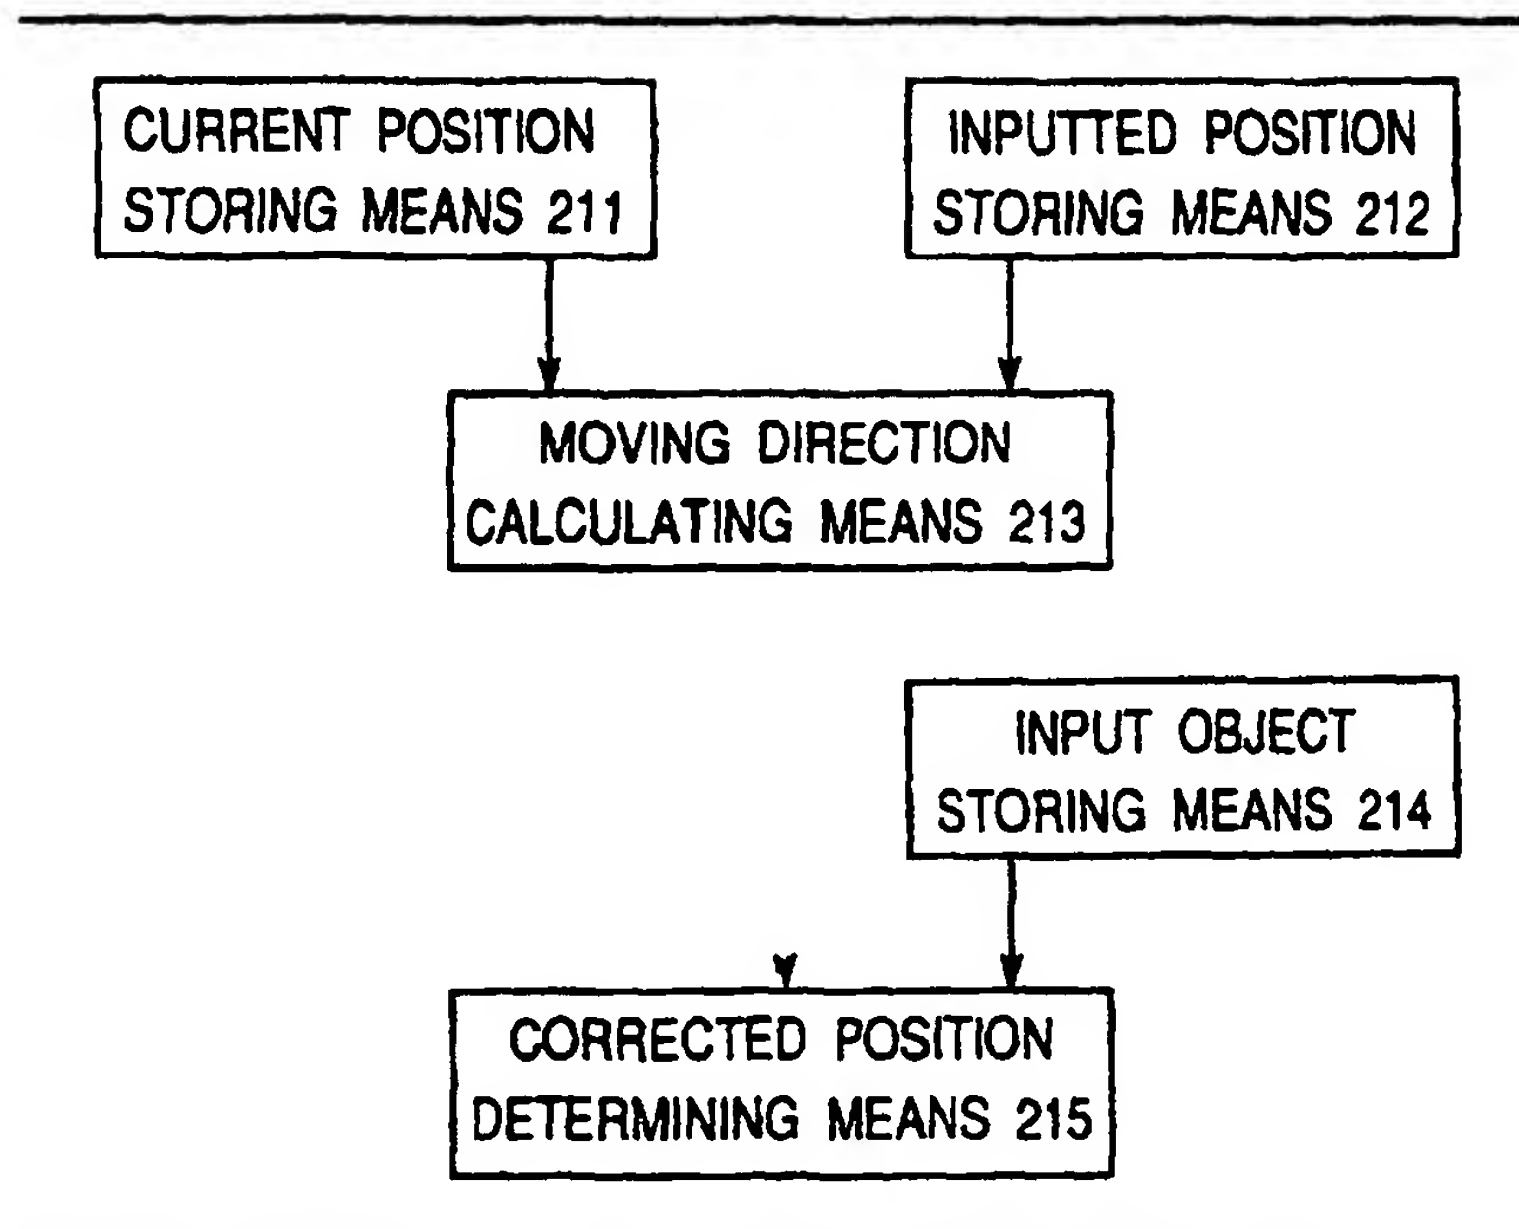 CURRENT POSITION
STORING MEANS 211
INPUTTED POSITION
STORING MEANS 212
MOVING DIRECTION
CALCULATING MEANS 213
INPUT OBJECT
STORING MEANS 214
CORRECTED POSITION
DETERMINING MEANS 215